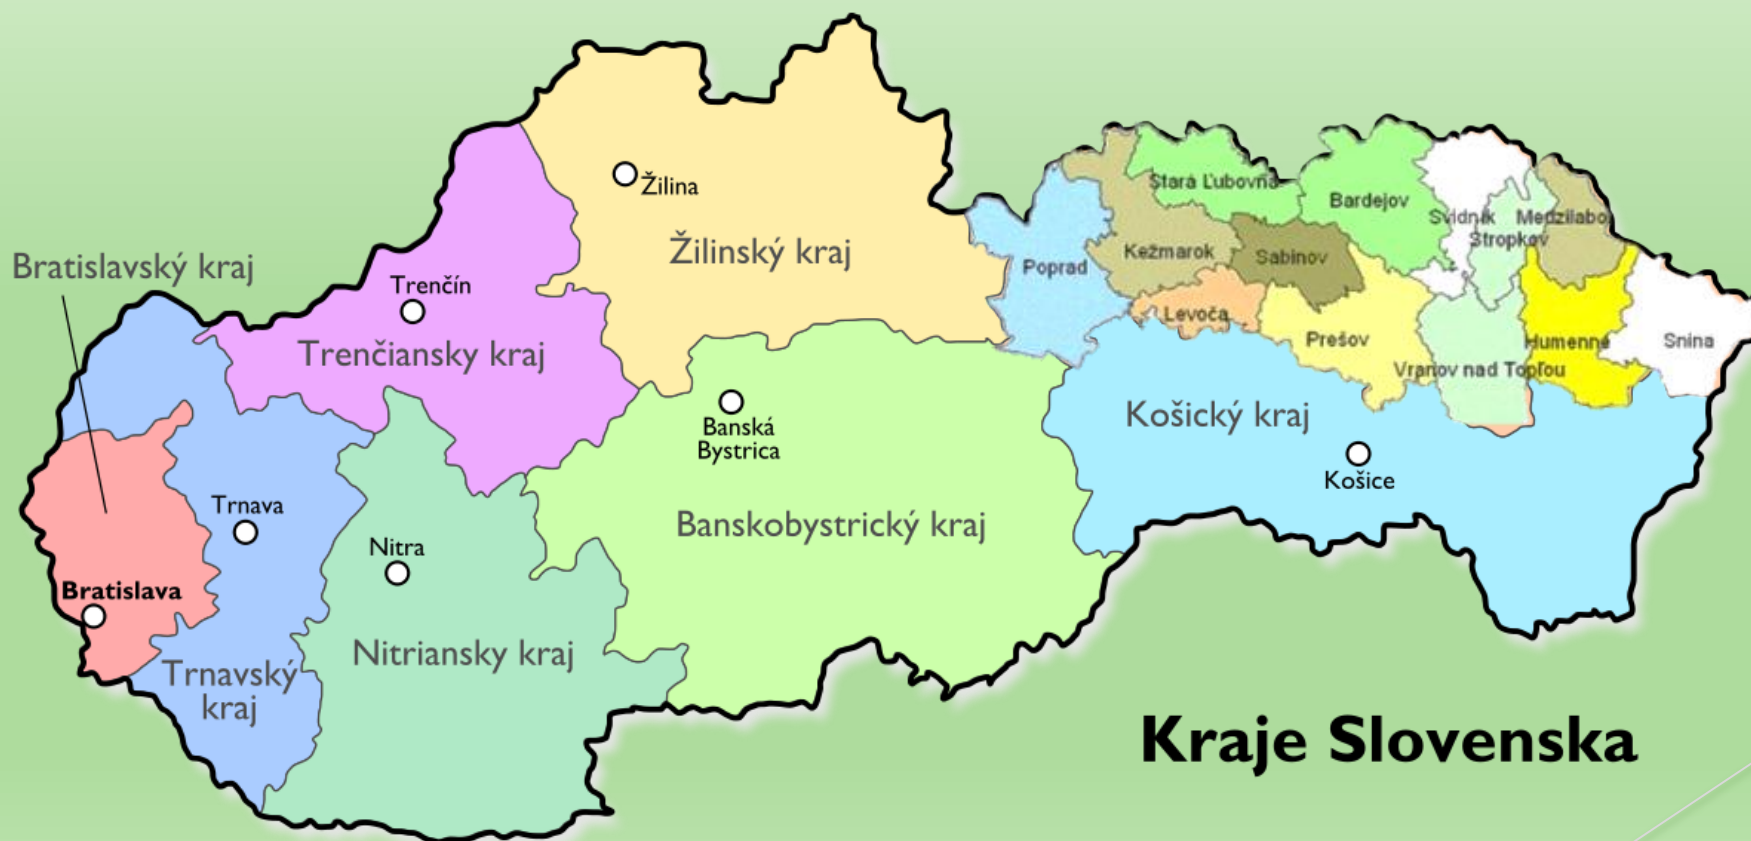 Žilina
Stará Ľubovňa
Bardejov
Svidník
Medzilabo
Stropkov
Žilinský kraj
Kežmarok
Sabinov
Poprad
Bratislavský kraj
Trenčín
Levoča
Trenčiansky kraj
Prešov
Humenné
Snina
Vranov nad Topľou
Banská
Bystrica
Košický kraj
Košice
Trnava
Banskobystrický kraj
Nitra
Bratislava
Nitriansky kraj
Trnavský
kraj
Kraje Slovenska